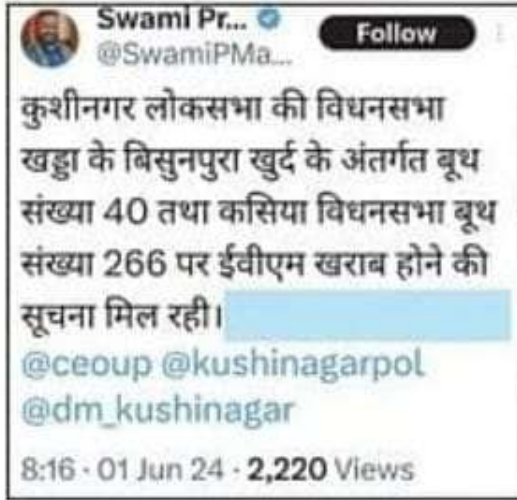 Swami Pr...
Follow
@SwamiPMa...
कुशीनगर लोकसभा की विधनसभा
खड्डा के बिसुनपुरा खुर्द के अंतर्गत बूथ
संख्या 40 तथा कसिया विधनसभा बूथ
संख्या 266 पर ईवीएम खराब होने की
सूचना मिल रही।
@ceoup @kushinagarpol
@dm_kushinagar
8:16 · 01 Jun 24 · 2,220 Views